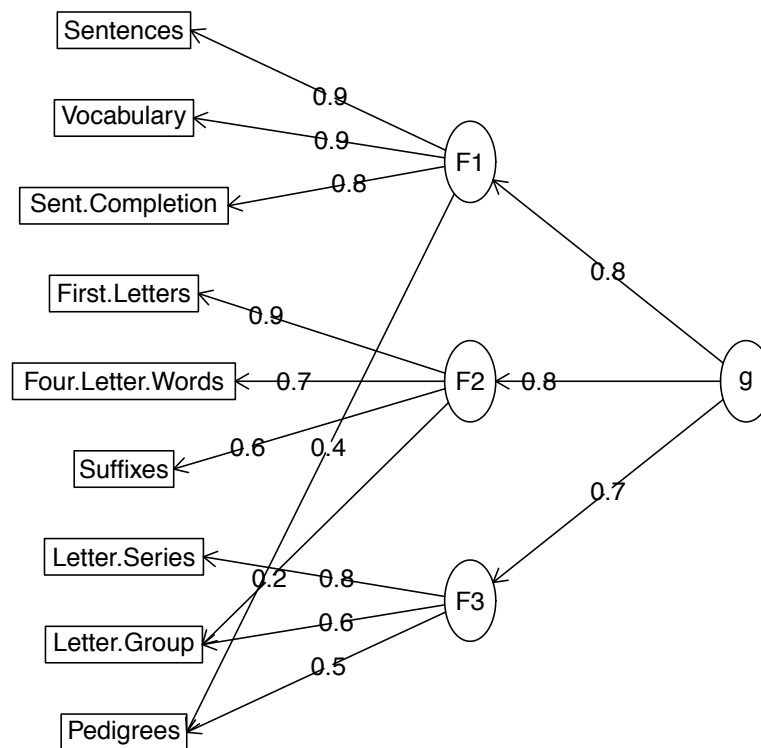 Sentences
0.9
Vocabulary
0.9
F1
Sent.Completion
0.8
0.8
First.Letters
0.9
Four.Letter.Words
0.7
F2
0.8
g
0.6
0.4
Suffixes
0.7
Letter.Series
0.2
0.8
F3
0.6
Letter.Group
0.5
Pedigrees